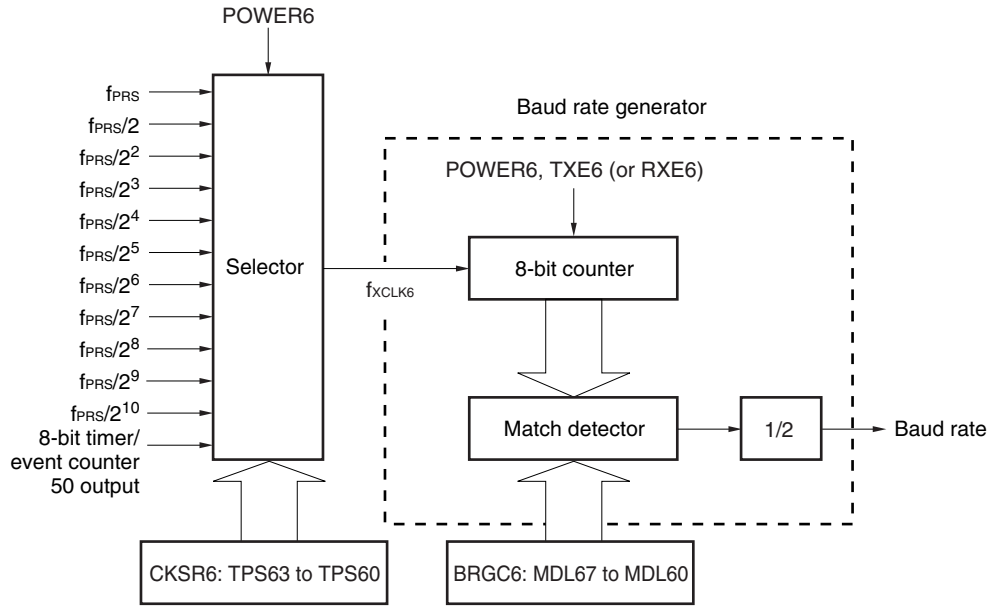 POWER6
fPRS
fPRS/2
fPRS/2²
fPRS/2³
fPRS/2⁴
fPRS/2⁵
fPRS/2⁶
fPRS/2⁷
fPRS/2⁸
fPRS/2⁹
fPRS/2¹⁰
8-bit timer/
event counter
50 output
Selector
fXCLK6
Baud rate generator
POWER6, TXE6 (or RXE6)
8-bit counter
Match detector
1/2
Baud rate
CKSR6: TPS63 to TPS60
BRGC6: MDL67 to MDL60